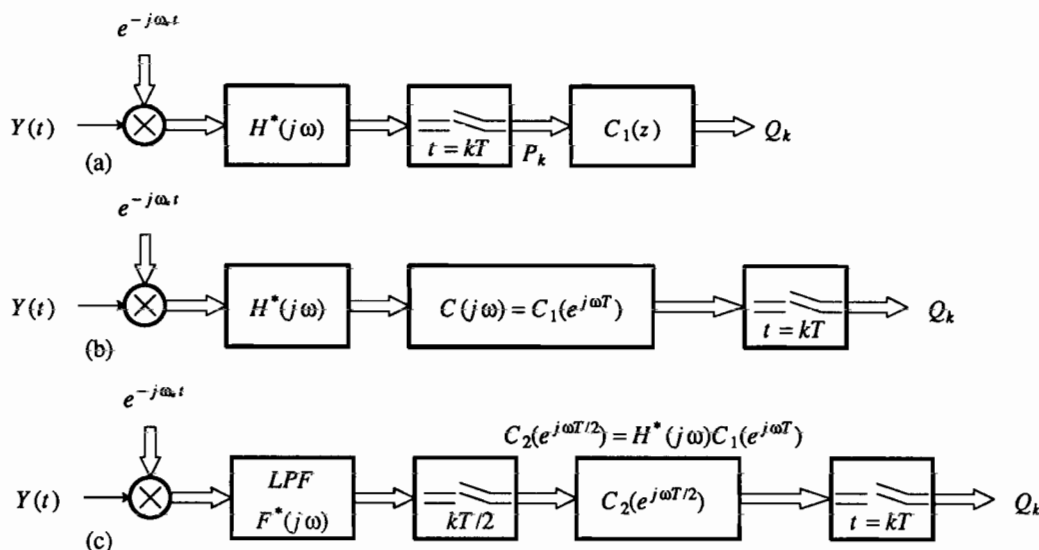 e^{-jω_c t}
Y(t) H^*(jω) t = kT P_k C_1(z) Q_k
(a)
e^{-jω_c t}
Y(t) H^*(jω) C(jω) = C_1(e^{jωT}) t = kT Q_k
(b)
e^{-jω_c t}
C_2(e^{jωT/2}) = H^*(jω)C_1(e^{jωT})
Y(t) LPF F^*(jω) kT/2 C_2(e^{jωT/2}) t = kT Q_k
(c)